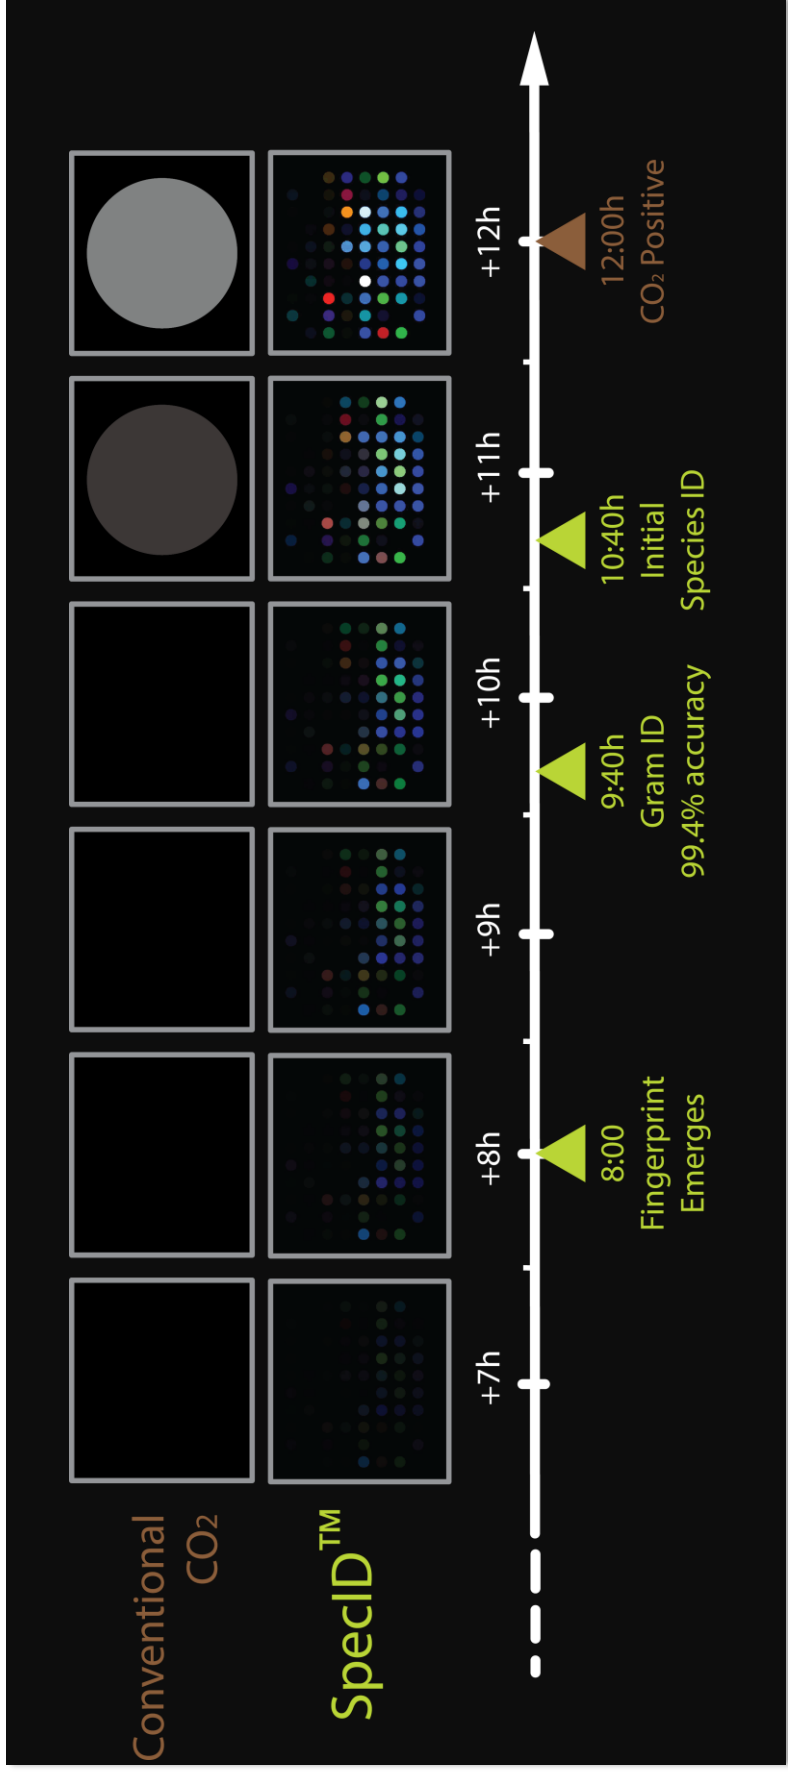 Conventional
CO2
SpecID™
+7h
+8h
+9h
+10h
+11h
+12h
8:00
Fingerprint
Emerges
9:40h
Gram ID
99.4% accuracy
10:40h
Initial
Species ID
12:00h
CO2 Positive